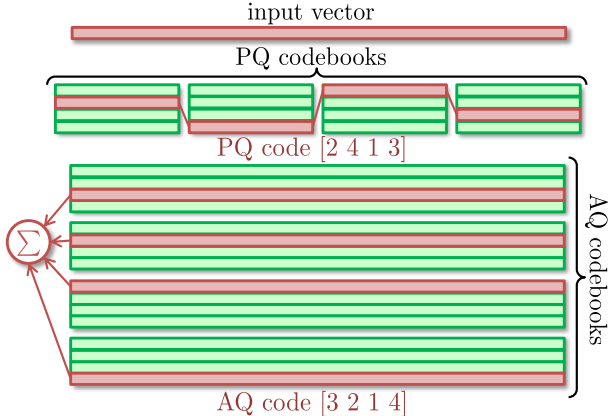 input vector
PQ codebooks
PQ code [2 4 1 3]
∑
AQ codebooks
AQ code [3 2 1 4]